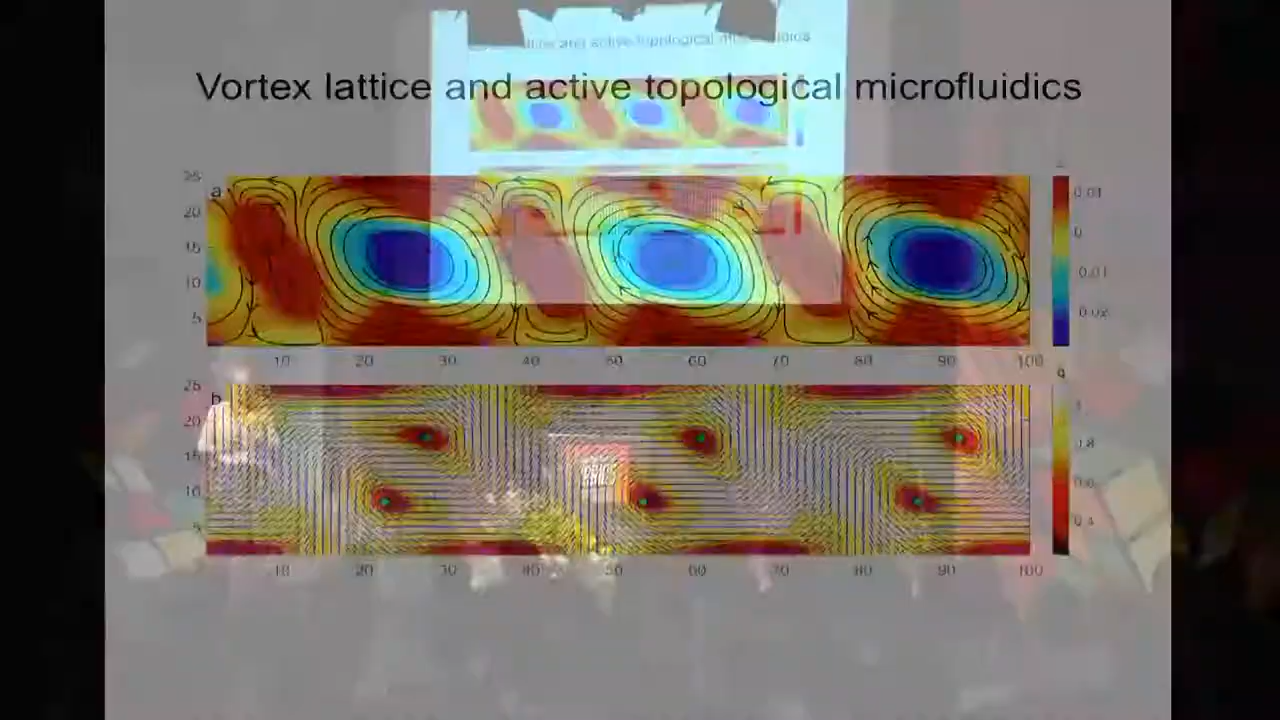 Vortex lattice and active topological microfluidics
a
25
20
15
10
5
10 20 30 40 50 60 70 80 90 100
0.01
0
0.01
0.02
b
25
20
15
10
5
10 20 30 40 50 60 70 80 90 100
q
1